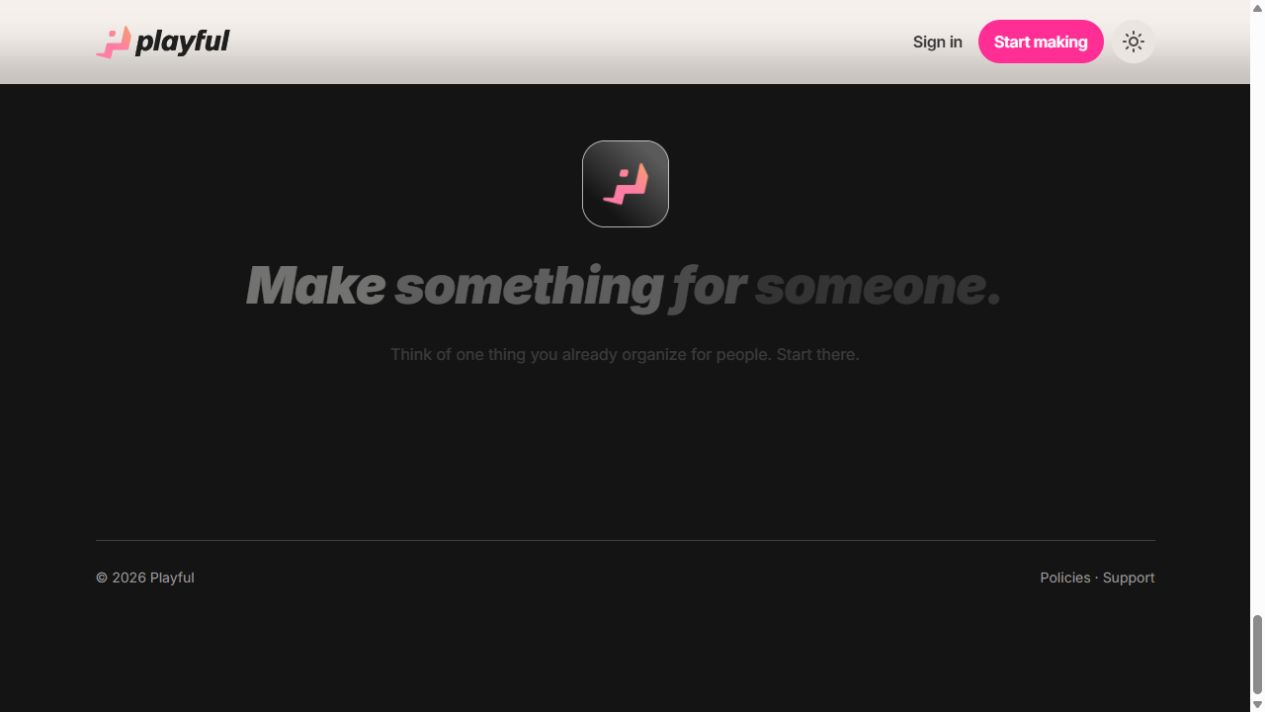 playful
Sign in
Start making
Make something for someone.
Think of one thing you already organize for people. Start there.
© 2026 Playful
Policies · Support